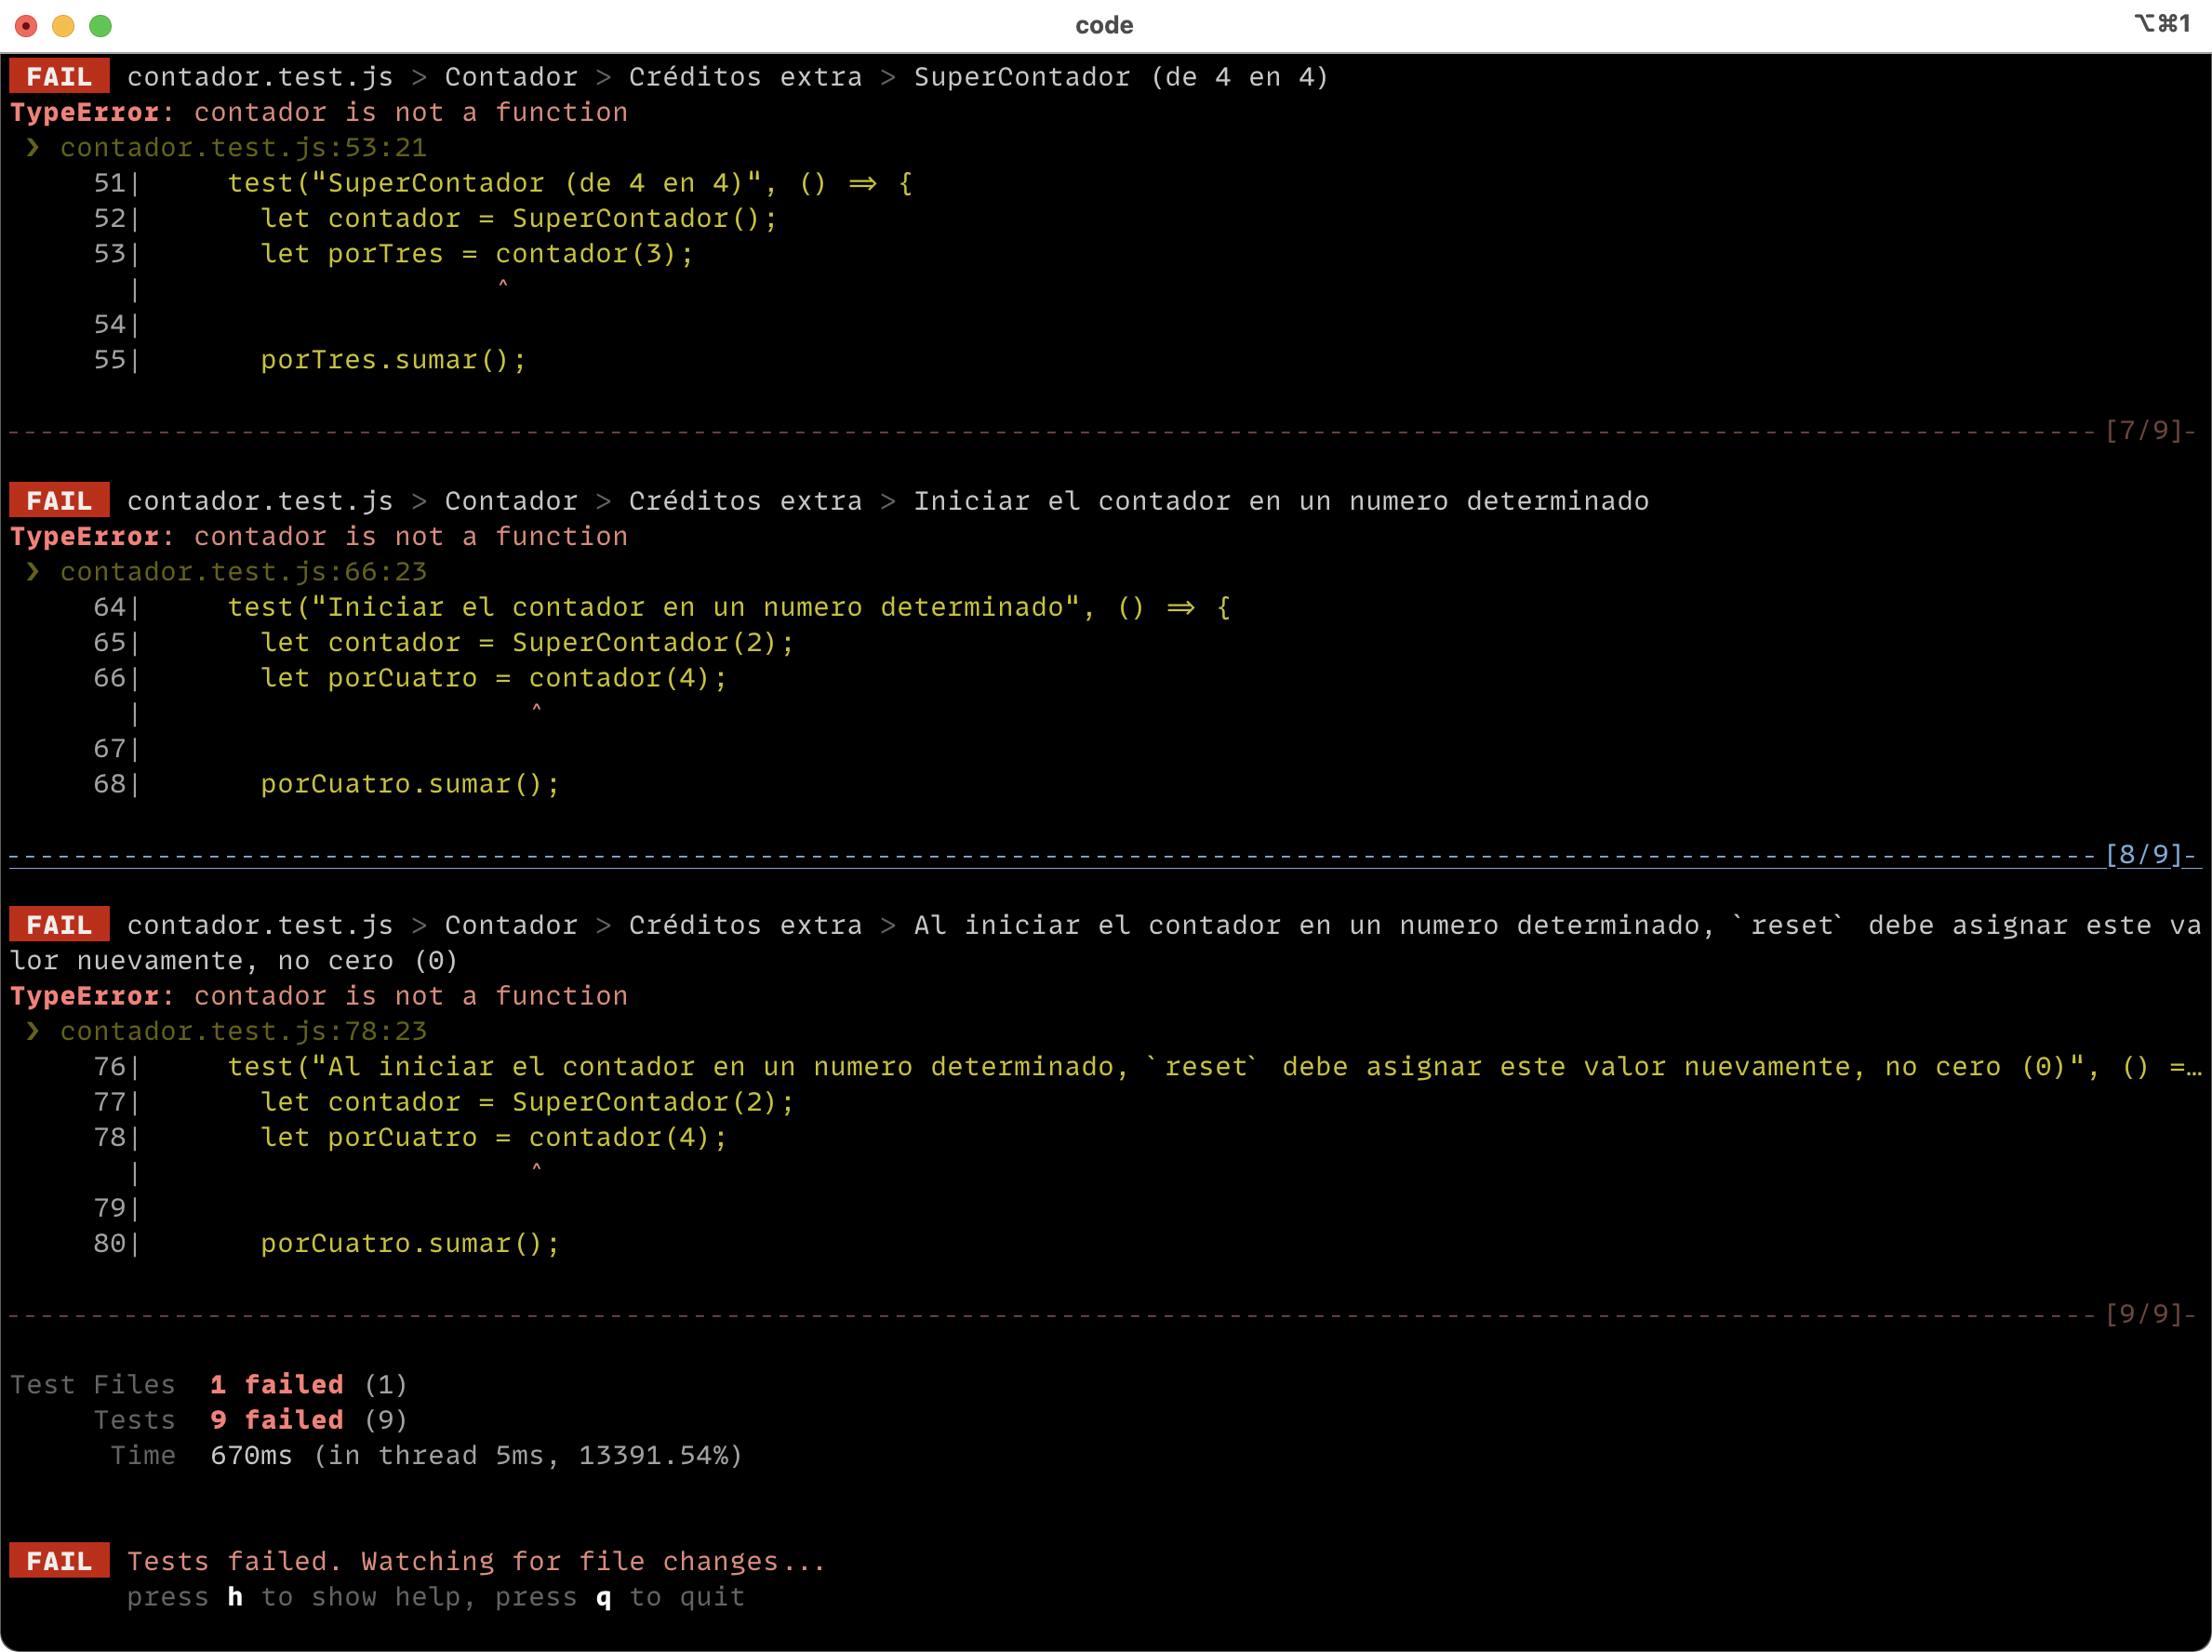 code
⌥⌘1
FAIL contador.test.js > Contador > Créditos extra > SuperContador (de 4 en 4)
TypeError: contador is not a function
❯ contador.test.js:53:21
51| test("SuperContador (de 4 en 4)", () => {
52| let contador = SuperContador();
53| let porTres = contador(3);
| ^
54|
55| porTres.sumar();
[7/9]
FAIL contador.test.js > Contador > Créditos extra > Iniciar el contador en un numero determinado
TypeError: contador is not a function
❯ contador.test.js:66:23
64| test("Iniciar el contador en un numero determinado", () => {
65| let contador = SuperContador(2);
66| let porCuatro = contador(4);
| ^
67|
68| porCuatro.sumar();
[8/9]
FAIL contador.test.js > Contador > Créditos extra > Al iniciar el contador en un numero determinado, `reset` debe asignar este va
lor nuevamente, no cero (0)
TypeError: contador is not a function
❯ contador.test.js:78:23
76| test("Al iniciar el contador en un numero determinado, `reset` debe asignar este valor nuevamente, no cero (0)", () =…
77| let contador = SuperContador(2);
78| let porCuatro = contador(4);
| ^
79|
80| porCuatro.sumar();
[9/9]
Test Files 1 failed (1)
Tests 9 failed (9)
Time 670ms (in thread 5ms, 13391.54%)
FAIL Tests failed. Watching for file changes...
press h to show help, press q to quit